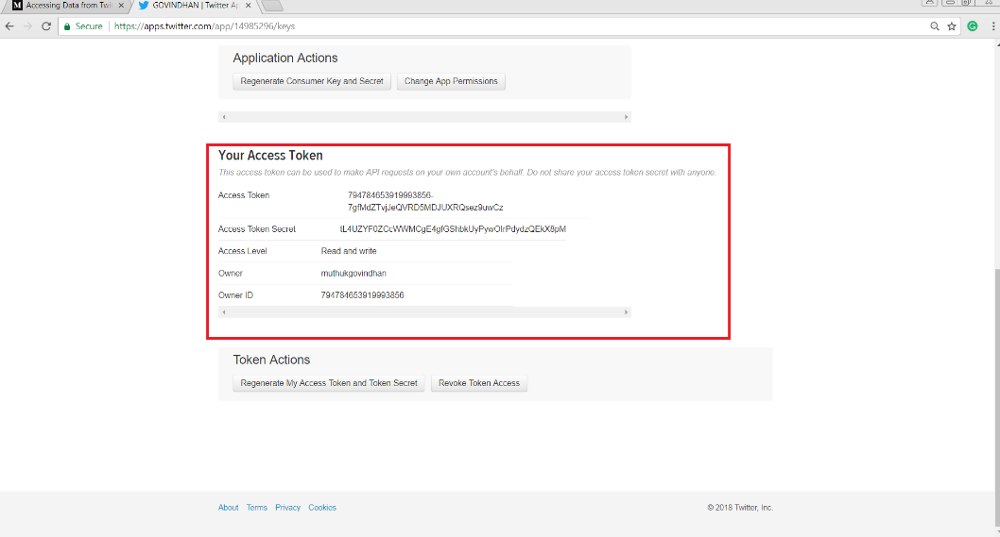 Accessing Data from Twi
GOVINDHAN | Twitter Ap
Secure
https://apps.twitter.com/app/14985296/keys
Application Actions
Regenerate Consumer Key and Secret Change App Permissions
Your Access Token
This access token can be used to make API requests on your own account's behalf. Do not share your access token secret with anyone.
Access Token 794784653919993856-
7gfMdZTvjJeQVRD5MDJUXRQsez9uwCz
Access Token Secret
Access Level Read and write
Owner muthukgovindhan
Owner ID 794784653919993856
Token Actions
Regenerate My Access Token and Token Secret Revoke Token Access
About Terms Privacy Cookies © 2018 Twitter, Inc.